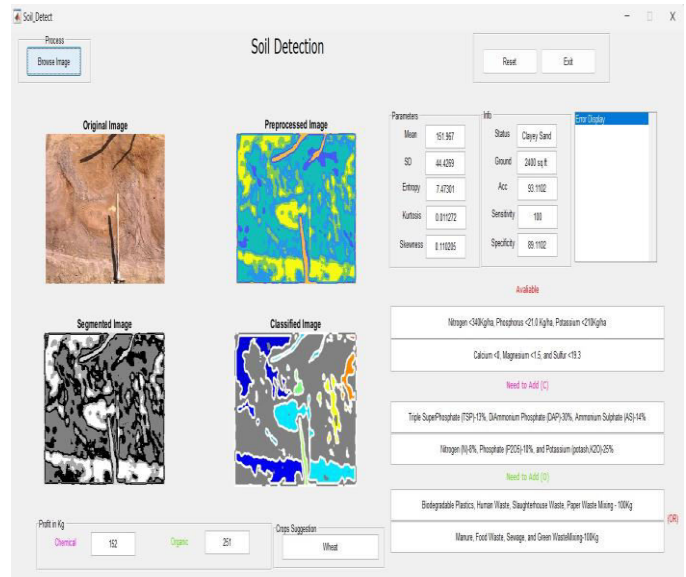 Soil_Detect
Process
Browse Image
Soil Detection
Reset
Exit
Original Image
Preprocessed Image
Segmented Image
Classified Image
Parameters
Mean 151.967
SD 44.4269
Entropy 7.47301
Kurtosis 0.011272
Skewness 0.110205
Info
Status Clayey Sand
Ground 2400 sq ft
Acc 93.1102
Sensitivity 100
Specificity 89.1102
Error Display
Avaliable
Nitrogen <340Kg/ha, Phosphorus <21.0 Kg/ha, Potassium <210Kg/ha
Calcium <0, Magnesium <1.5, and Sulfur <19.3
Need to Add (C)
Triple SuperPhosphate (TSP)-13%, DiAmmonium Phosphate (DAP)-30%, Ammonium Sulphate (AS)-14%
Nitrogen (N)-8%, Phosphate (P2O5)-18%, and Potassium (potash,K2O)-25%
Need to Add (O)
Biodegradable Plastics, Human Waste, Slaughterhouse Waste, Paper Waste Mixing - 100Kg
(OR)
Manure, Food Waste, Sewage, and Green WasteMixing-100Kg
Profit in Kg
Chemical 152
Organic 251
Crops Suggestion
Wheat